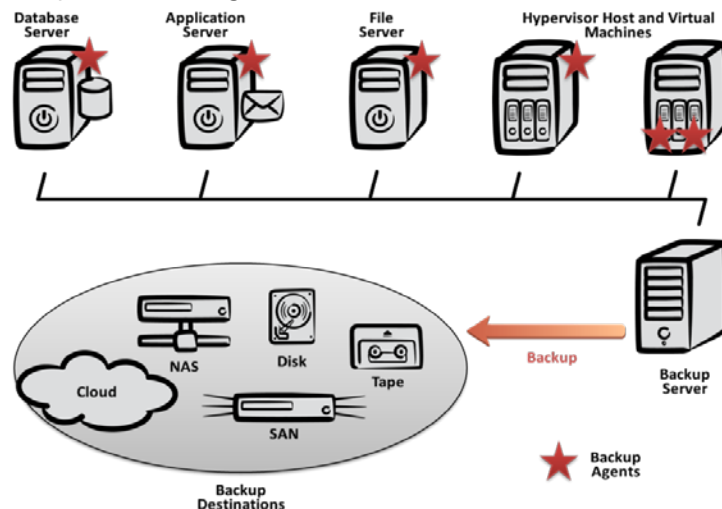 Database
Server
Application
Server
File
Server
Hypervisor Host and Virtual
Machines
NAS
Disk
Tape
Cloud
SAN
Backup
Destinations
Backup
Backup
Server
Backup
Agents